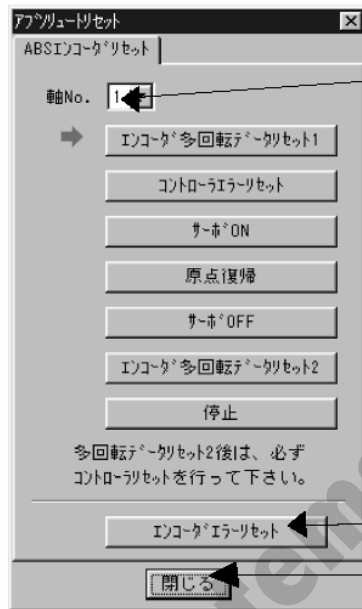 アブソリュートリセット
ABSエンコーダリセット
軸No. 1
エンコーダ多回転データリセット1
コントローラエラーリセット
サーボON
原点復帰
サーボOFF
エンコーダ多回転データリセット2
停止
多回転データリセット2後は、必ず
コントローラリセットを行って下さい。
エンコーダエラーリセット
閉じる